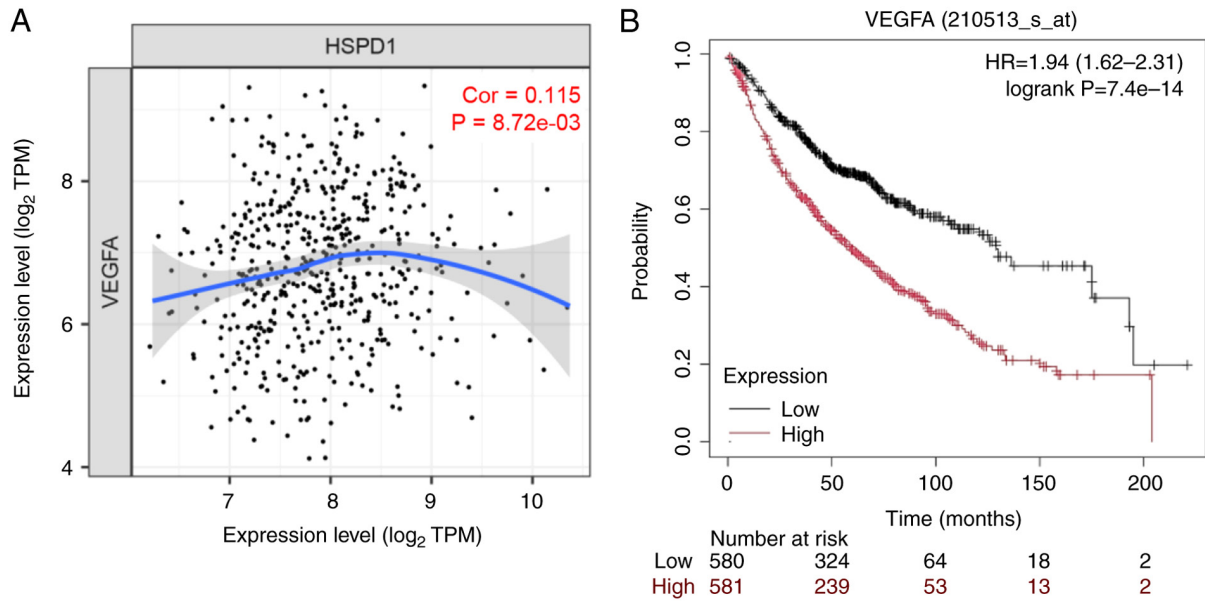 A
HSPD1
Cor = 0.115
P = 8.72e-03
Expression level (log2 TPM)
VEGFA
8
6
4
7 8 9 10
Expression level (log2 TPM)
B
VEGFA (210513_s_at)
HR=1.94 (1.62–2.31)
logrank P=7.4e–14
Probability
1.0
0.8
0.6
0.4
0.2
0.0
Expression
Low
High
0 50 100 150 200
Time (months)
Number at risk
Low 580 324 64 18 2
High 581 239 53 13 2